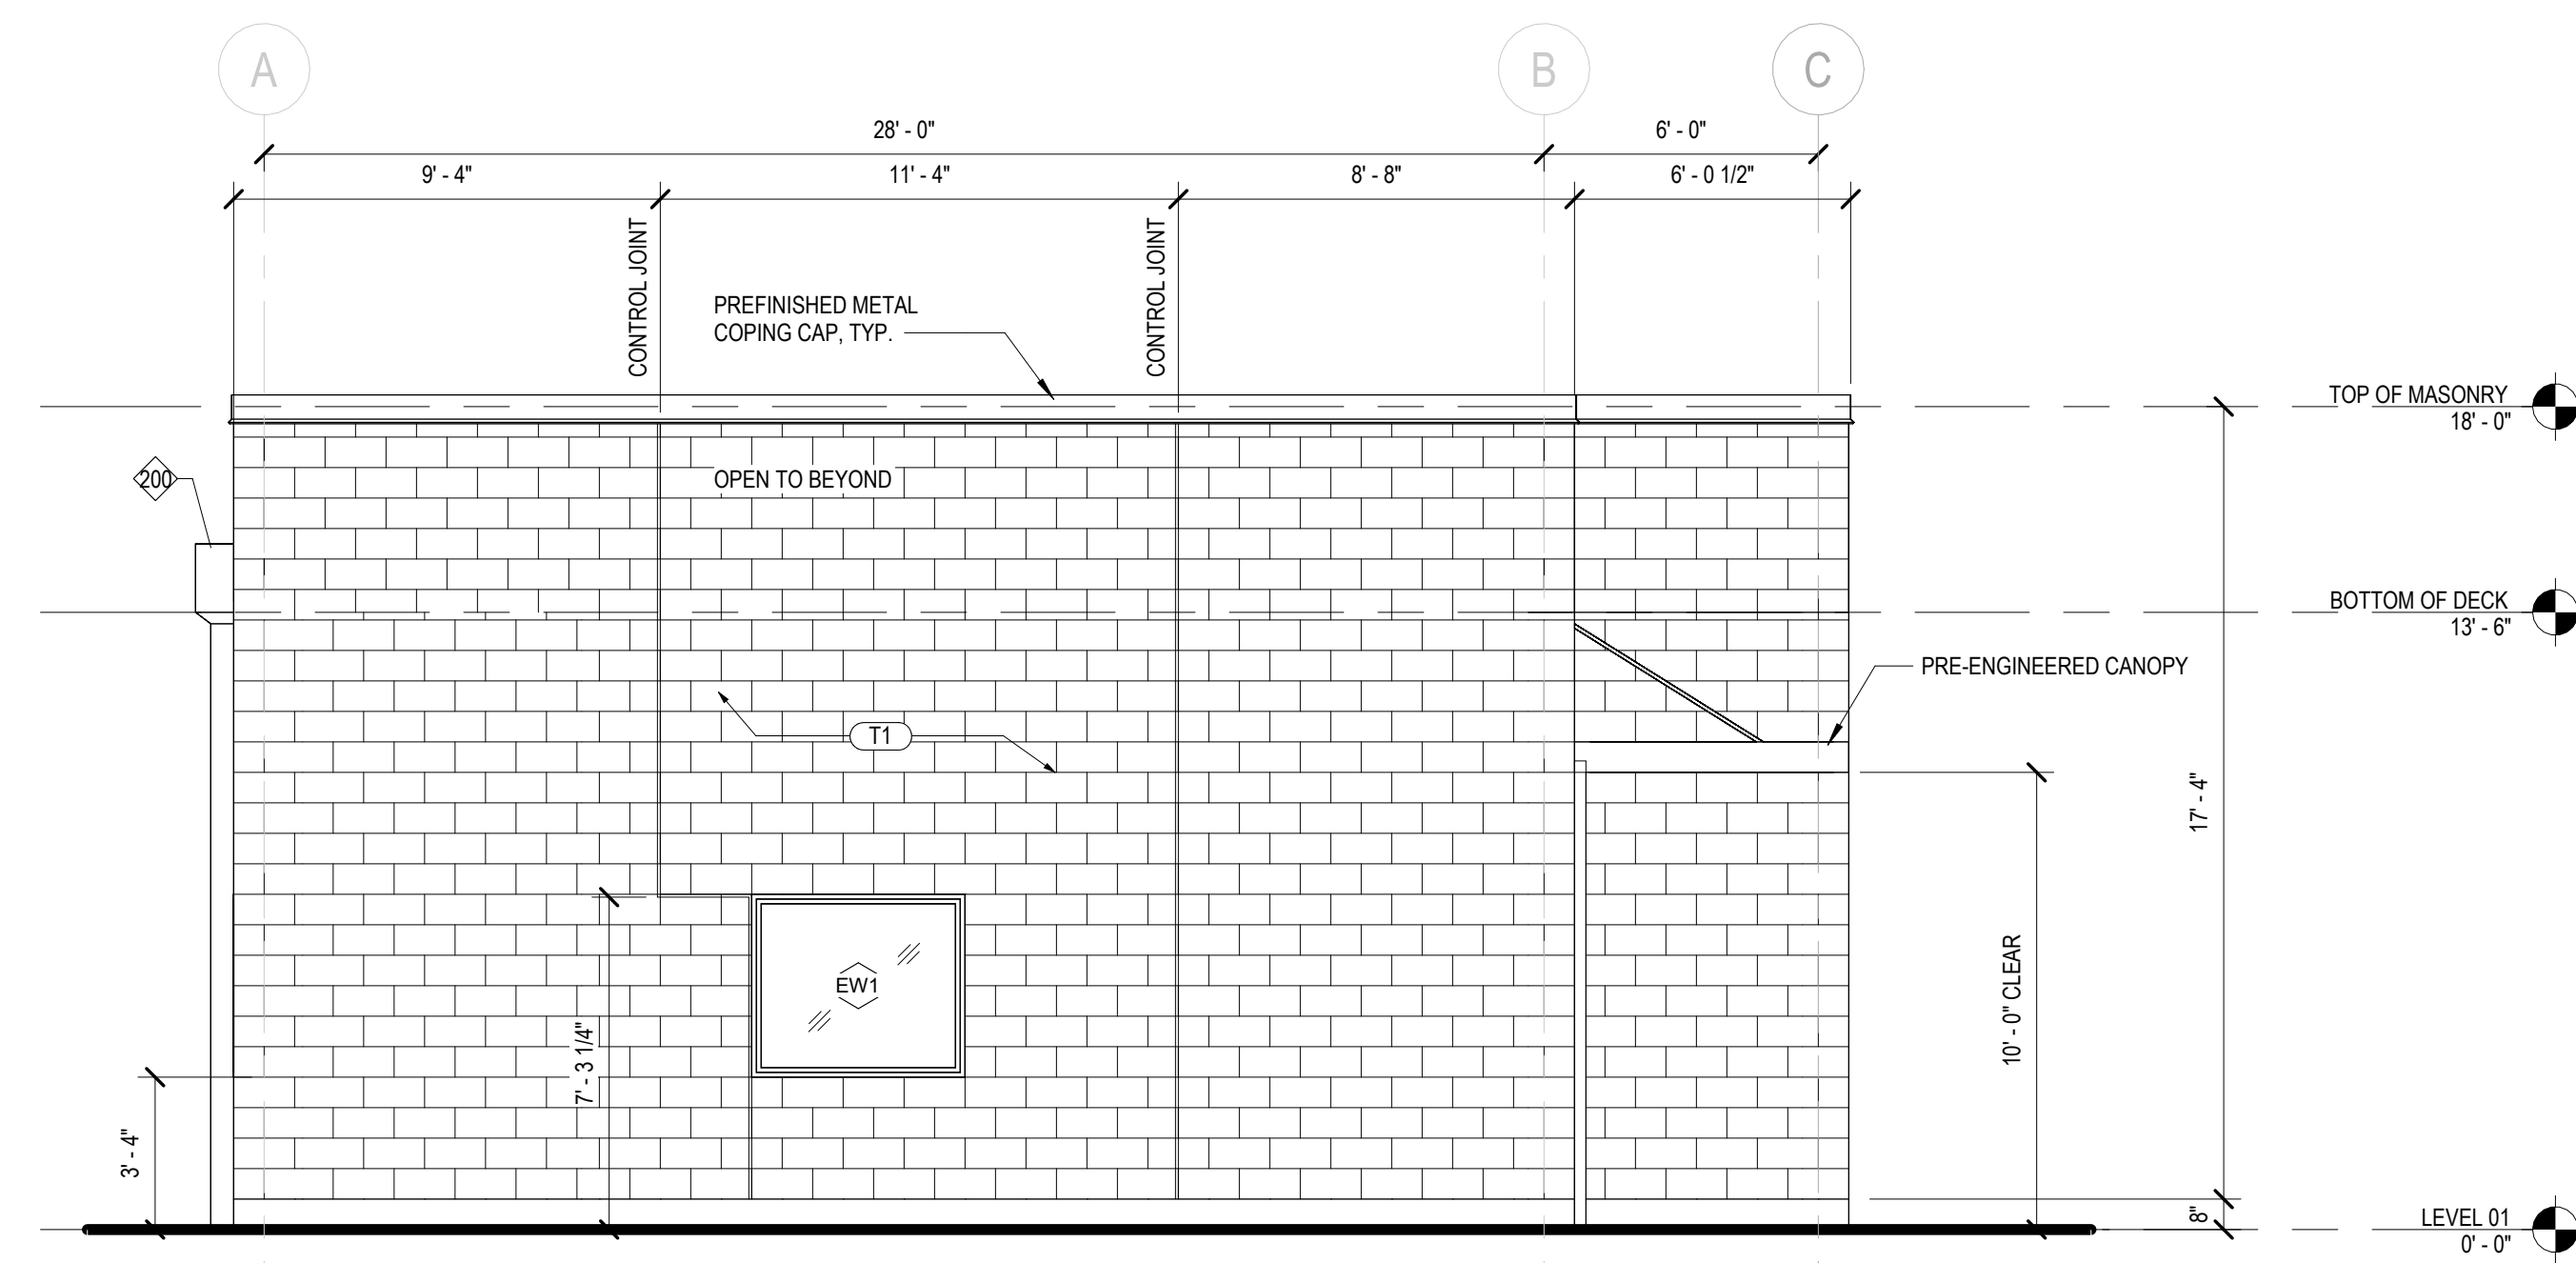 A
B
C
28' - 0"
6' - 0"
9' - 4"
11' - 4"
8' - 8"
6' - 0 1/2"
CONTROL JOINT
CONTROL JOINT
PREFINISHED METAL
COPING CAP, TYP.
TOP OF MASONRY
18' - 0"
200
OPEN TO BEYOND
BOTTOM OF DECK
13' - 6"
PRE-ENGINEERED CANOPY
T1
17' - 4"
10' - 0" CLEAR
EW1
7' - 3 1/4"
3' - 4"
8"
LEVEL 01
0' - 0"